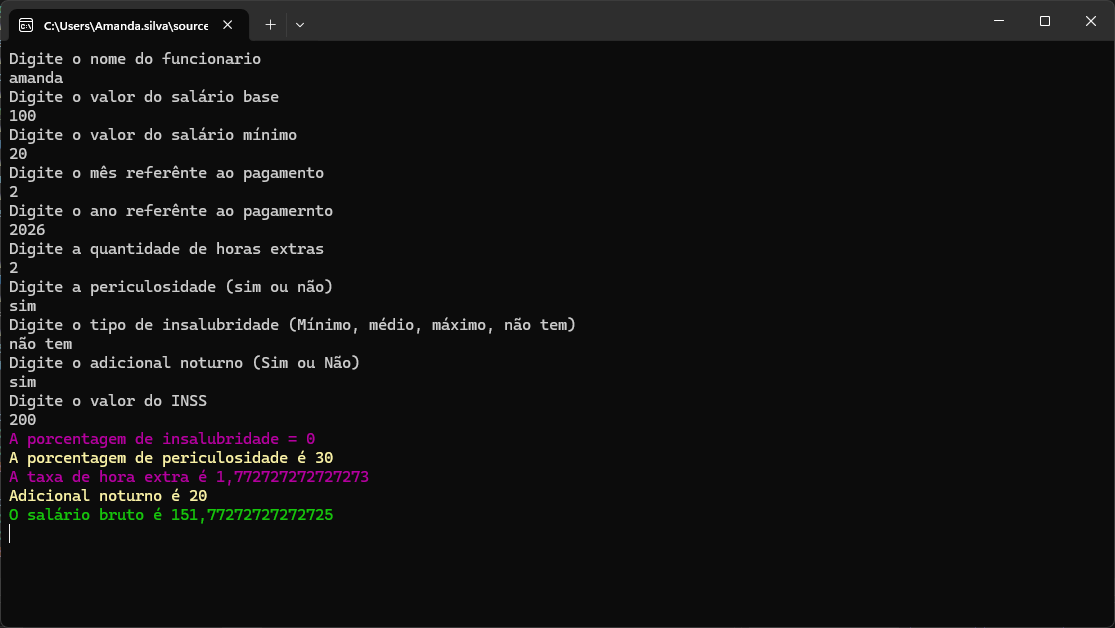 C:\Users\Amanda.silva\source
Digite o nome do funcionario
amanda
Digite o valor do salário base
100
Digite o valor do salário mínimo
20
Digite o mês referênte ao pagamento
2
Digite o ano referênte ao pagamernto
2026
Digite a quantidade de horas extras
2
Digite a periculosidade (sim ou não)
sim
Digite o tipo de insalubridade (Mínimo, médio, máximo, não tem)
não tem
Digite o adicional noturno (Sim ou Não)
sim
Digite o valor do INSS
200
A porcentagem de insalubridade = 0
A porcentagem de periculosidade é 30
A taxa de hora extra é 1,772727272727273
Adicional noturno é 20
O salário bruto é 151,77272727272725